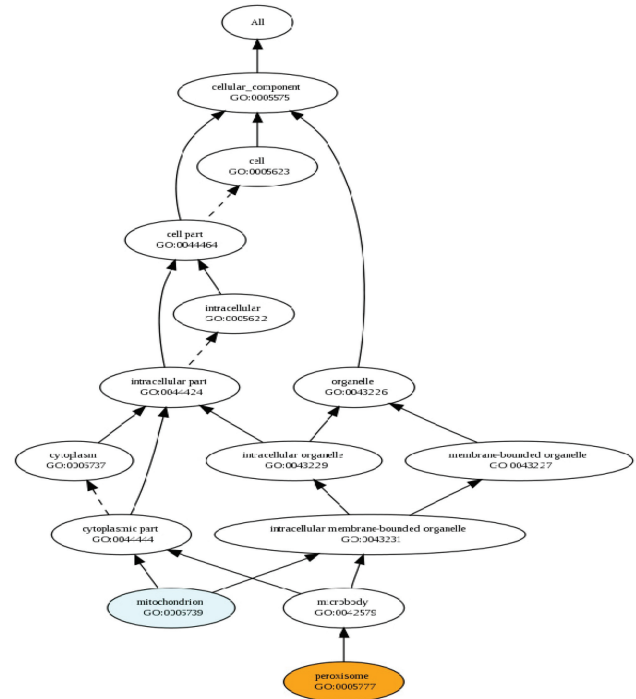 All
cellular_component
GO:0005575
cell
GO:0005623
cell part
GO:0044464
intracellular
GO:0005622
intracellular part
GO:0044424
organelle
GO:0043226
cytoplasm
GO:0005737
intracellular organelle
GO:0043229
membrane-bounded organelle
GO:0043227
cytoplasmic part
GO:0044444
intracellular membrane-bounded organelle
GO:0043231
mitochondrion
GO:0005739
microbody
GO:0042579
peroxisome
GO:0005777